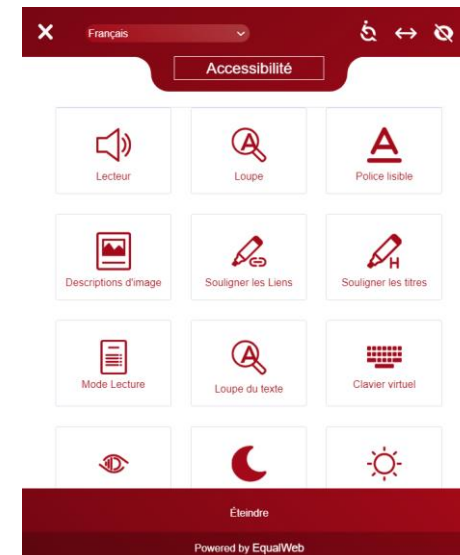 Français
Accessibilité
Lecteur
Loupe
Police lisible
Descriptions d'image
Souligner les Liens
Souligner les titres
Mode Lecture
Loupe du texte
Clavier virtuel
Éteindre
Powered by EqualWeb